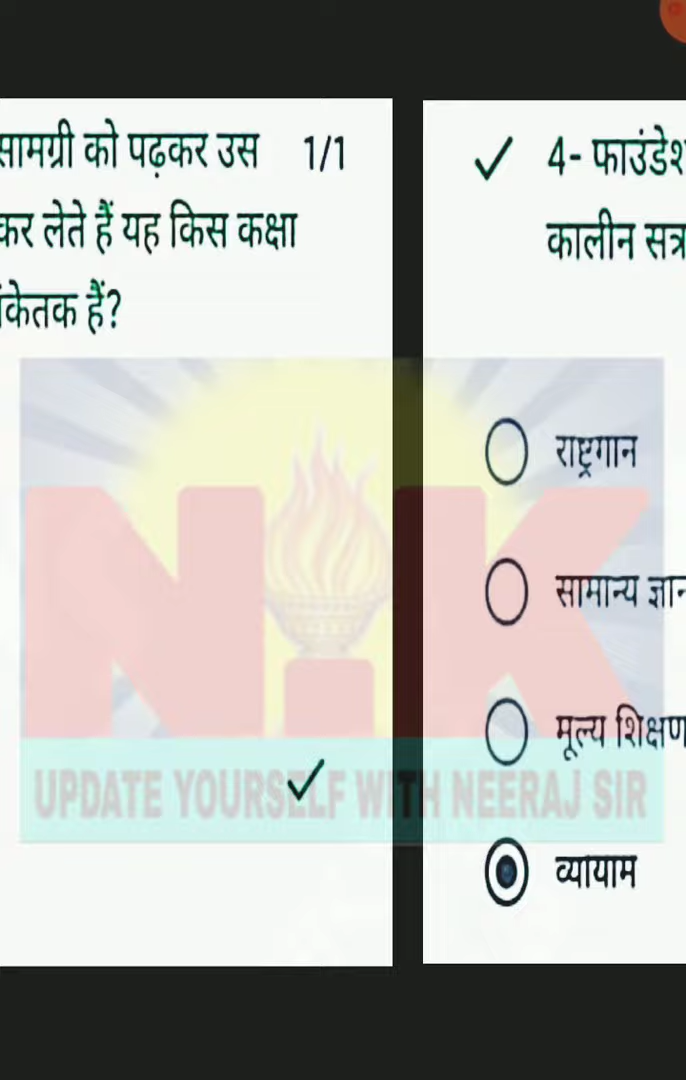 सामग्री को पढ़कर उस 1/1
कर लेते हैं यह किस कक्षा
केतक हैं?
4- फाउंडेश
कालीन सत्र
राष्ट्रगान
सामान्य ज्ञान
मूल्य शिक्षण
व्यायाम
NiK
UPDATE YOURSELF WITH NEERAJ SIR